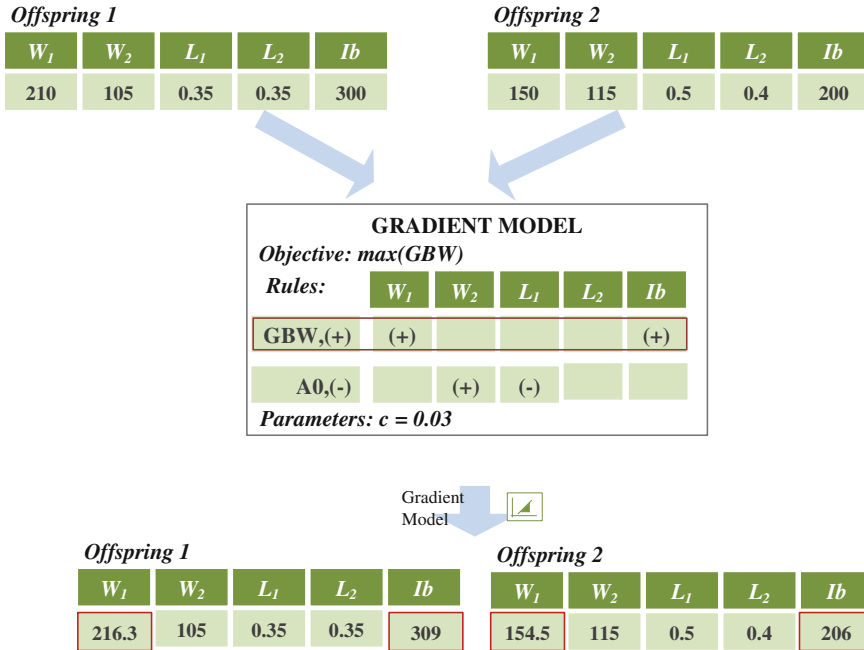 Offspring 1
W1 W2 L1 L2 Ib
210 105 0.35 0.35 300
Offspring 2
W1 W2 L1 L2 Ib
150 115 0.5 0.4 200
GRADIENT MODEL
Objective: max(GBW)
Rules: W1 W2 L1 L2 Ib
GBW,(+) (+) (+)
A0,(-) (+) (-)
Parameters: c = 0.03
Gradient
Model
Offspring 1
W1 W2 L1 L2 Ib
216.3 105 0.35 0.35 309
Offspring 2
W1 W2 L1 L2 Ib
154.5 115 0.5 0.4 206